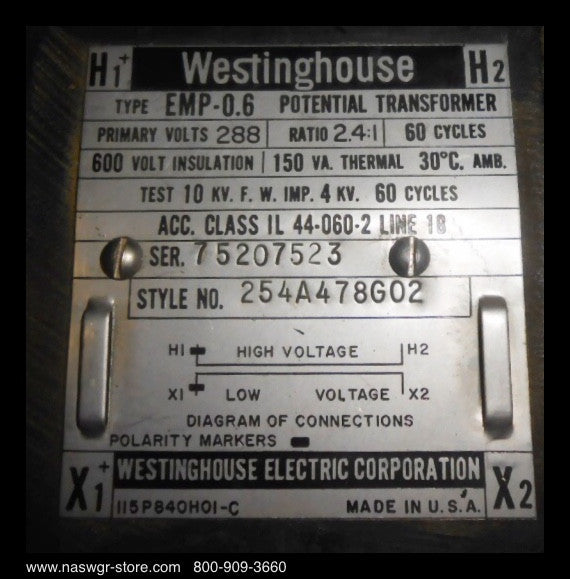 H1+ Westinghouse H2
TYPE EMP-0.6 POTENTIAL TRANSFORMER
PRIMARY VOLTS 288 RATIO 2.4:1 60 CYCLES
600 VOLT INSULATION 150 VA. THERMAL 30°C. AMB.
TEST 10 KV. F. W. IMP. 4 KV. 60 CYCLES
ACC. CLASS IL 44-060-2 LINE 18
SER. 75207523
STYLE NO. 254A478G02
H1 HIGH VOLTAGE H2
X1 LOW VOLTAGE X2
DIAGRAM OF CONNECTIONS
POLARITY MARKERS
X1+ WESTINGHOUSE ELECTRIC CORPORATION X2
115P840H01-C MADE IN U.S.A.
www.naswgr-store.com 800-909-3660